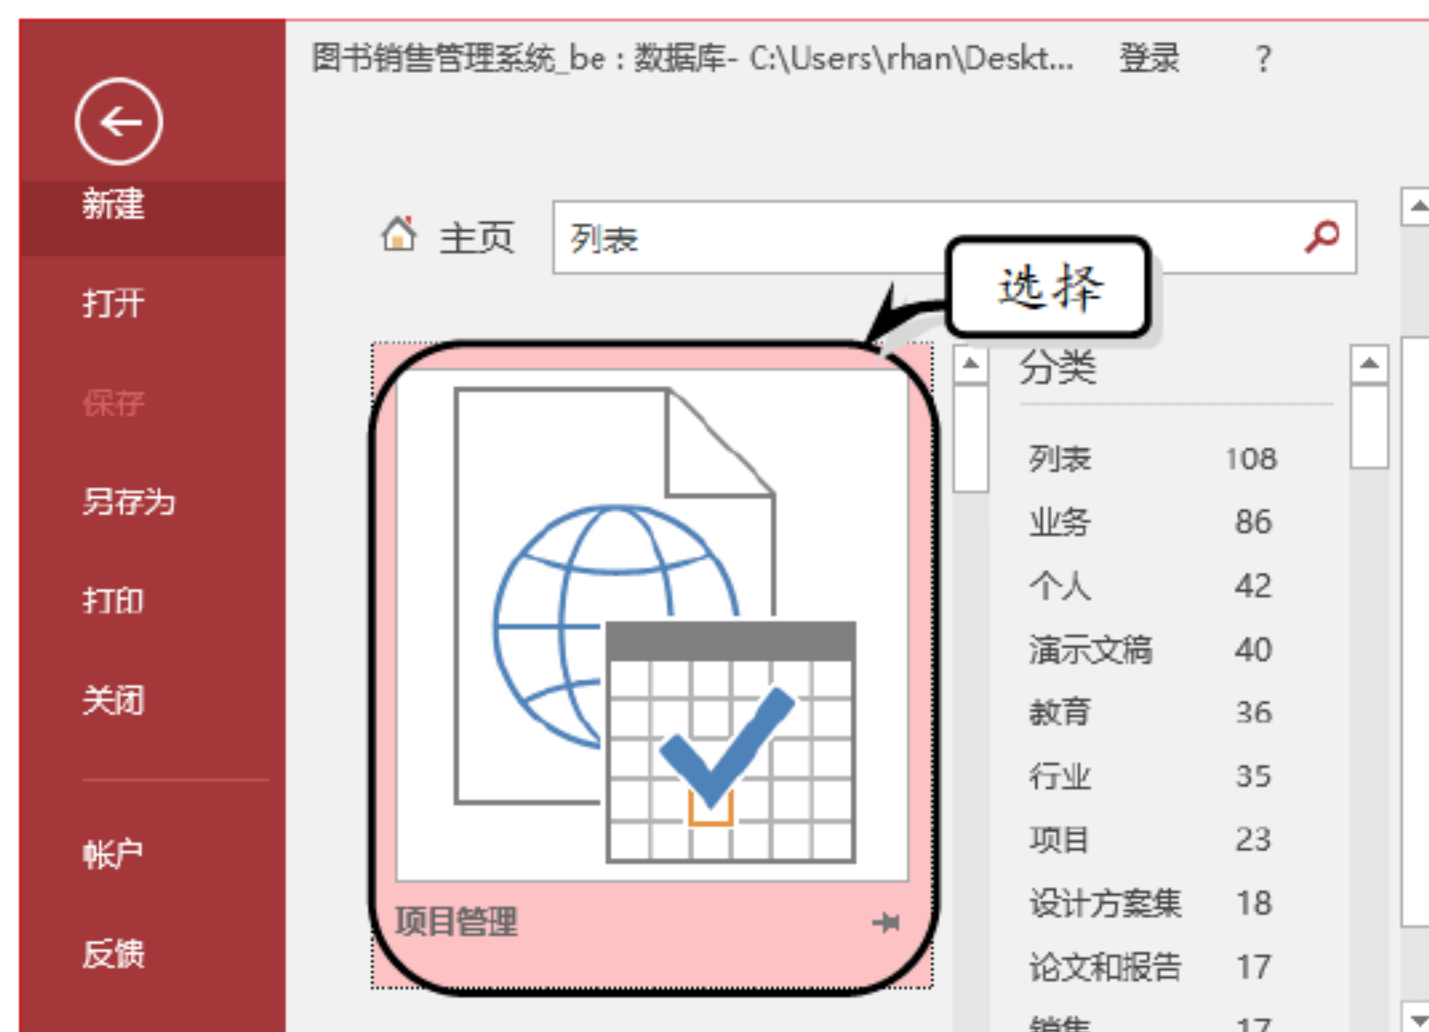 图书销售管理系统_be : 数据库- C:\Users\rhan\Deskt... 登录 ?
新建
打开
保存
另存为
打印
关闭
帐户
反馈
主页
列表
选择
项目管理
分类
列表 108
业务 86
个人 42
演示文稿 40
教育 36
行业 35
项目 23
设计方案集 18
论文和报告 17
销售 17